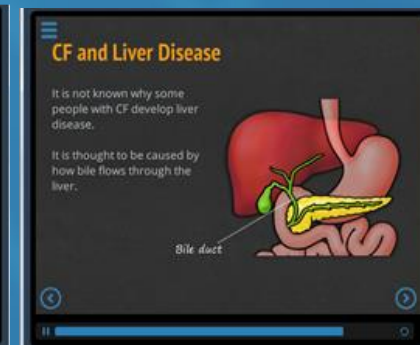 CF and Liver Disease
It is not known why some
people with CF develop liver
disease.
It is thought to be caused by
how bile flows through the
liver.
Bile duct